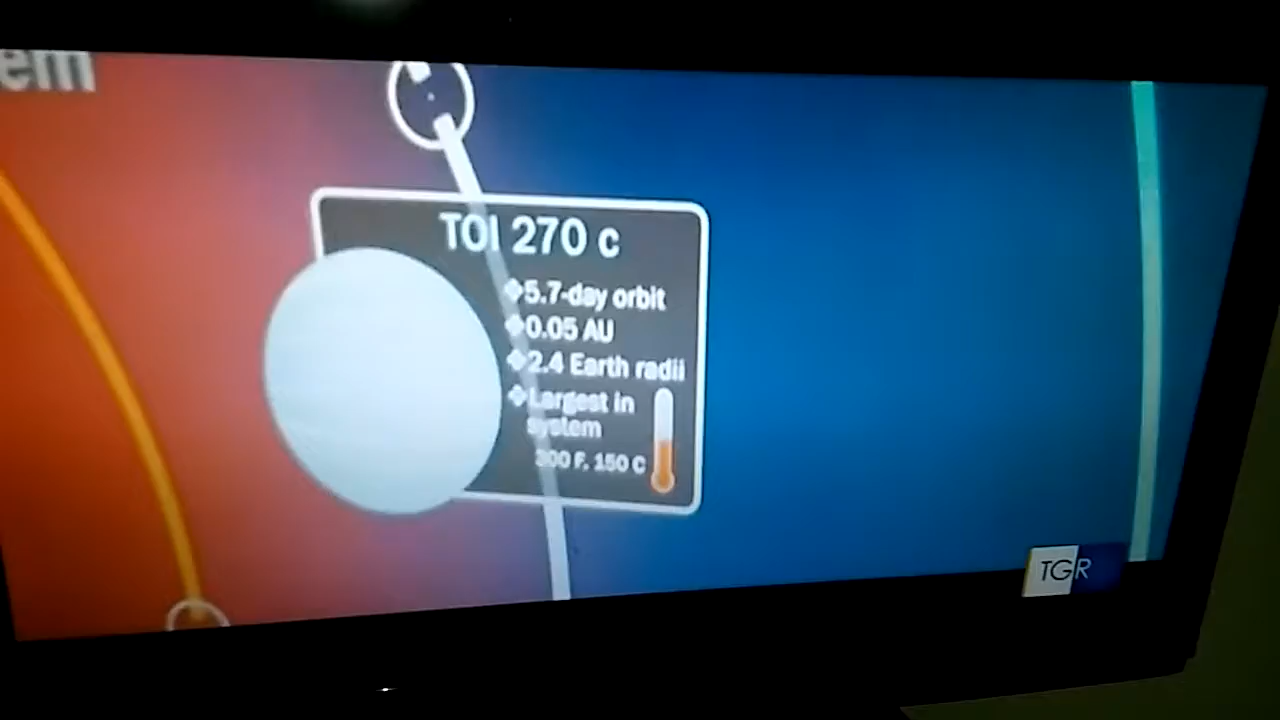 em
TOI 270 c
5.7-day orbit
0.05 AU
2.4 Earth radii
Largest in
system
300 F, 150 C
TGR